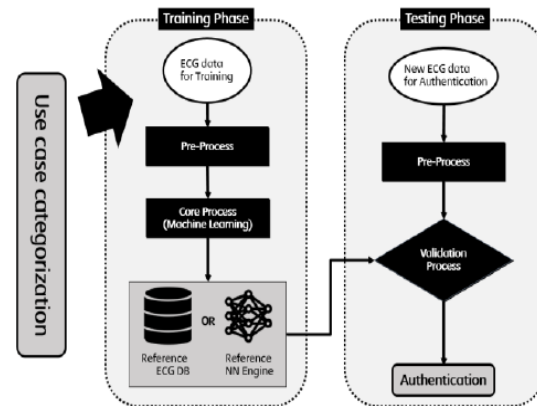 Use case categorization
Training Phase
ECG data
for Training
Pre-Process
Core Process
(Machine Learning)
OR
Reference
ECG DB
Reference
NN Engine
Testing Phase
New ECG data
for Authentication
Pre-Process
Validation
Process
Authentication